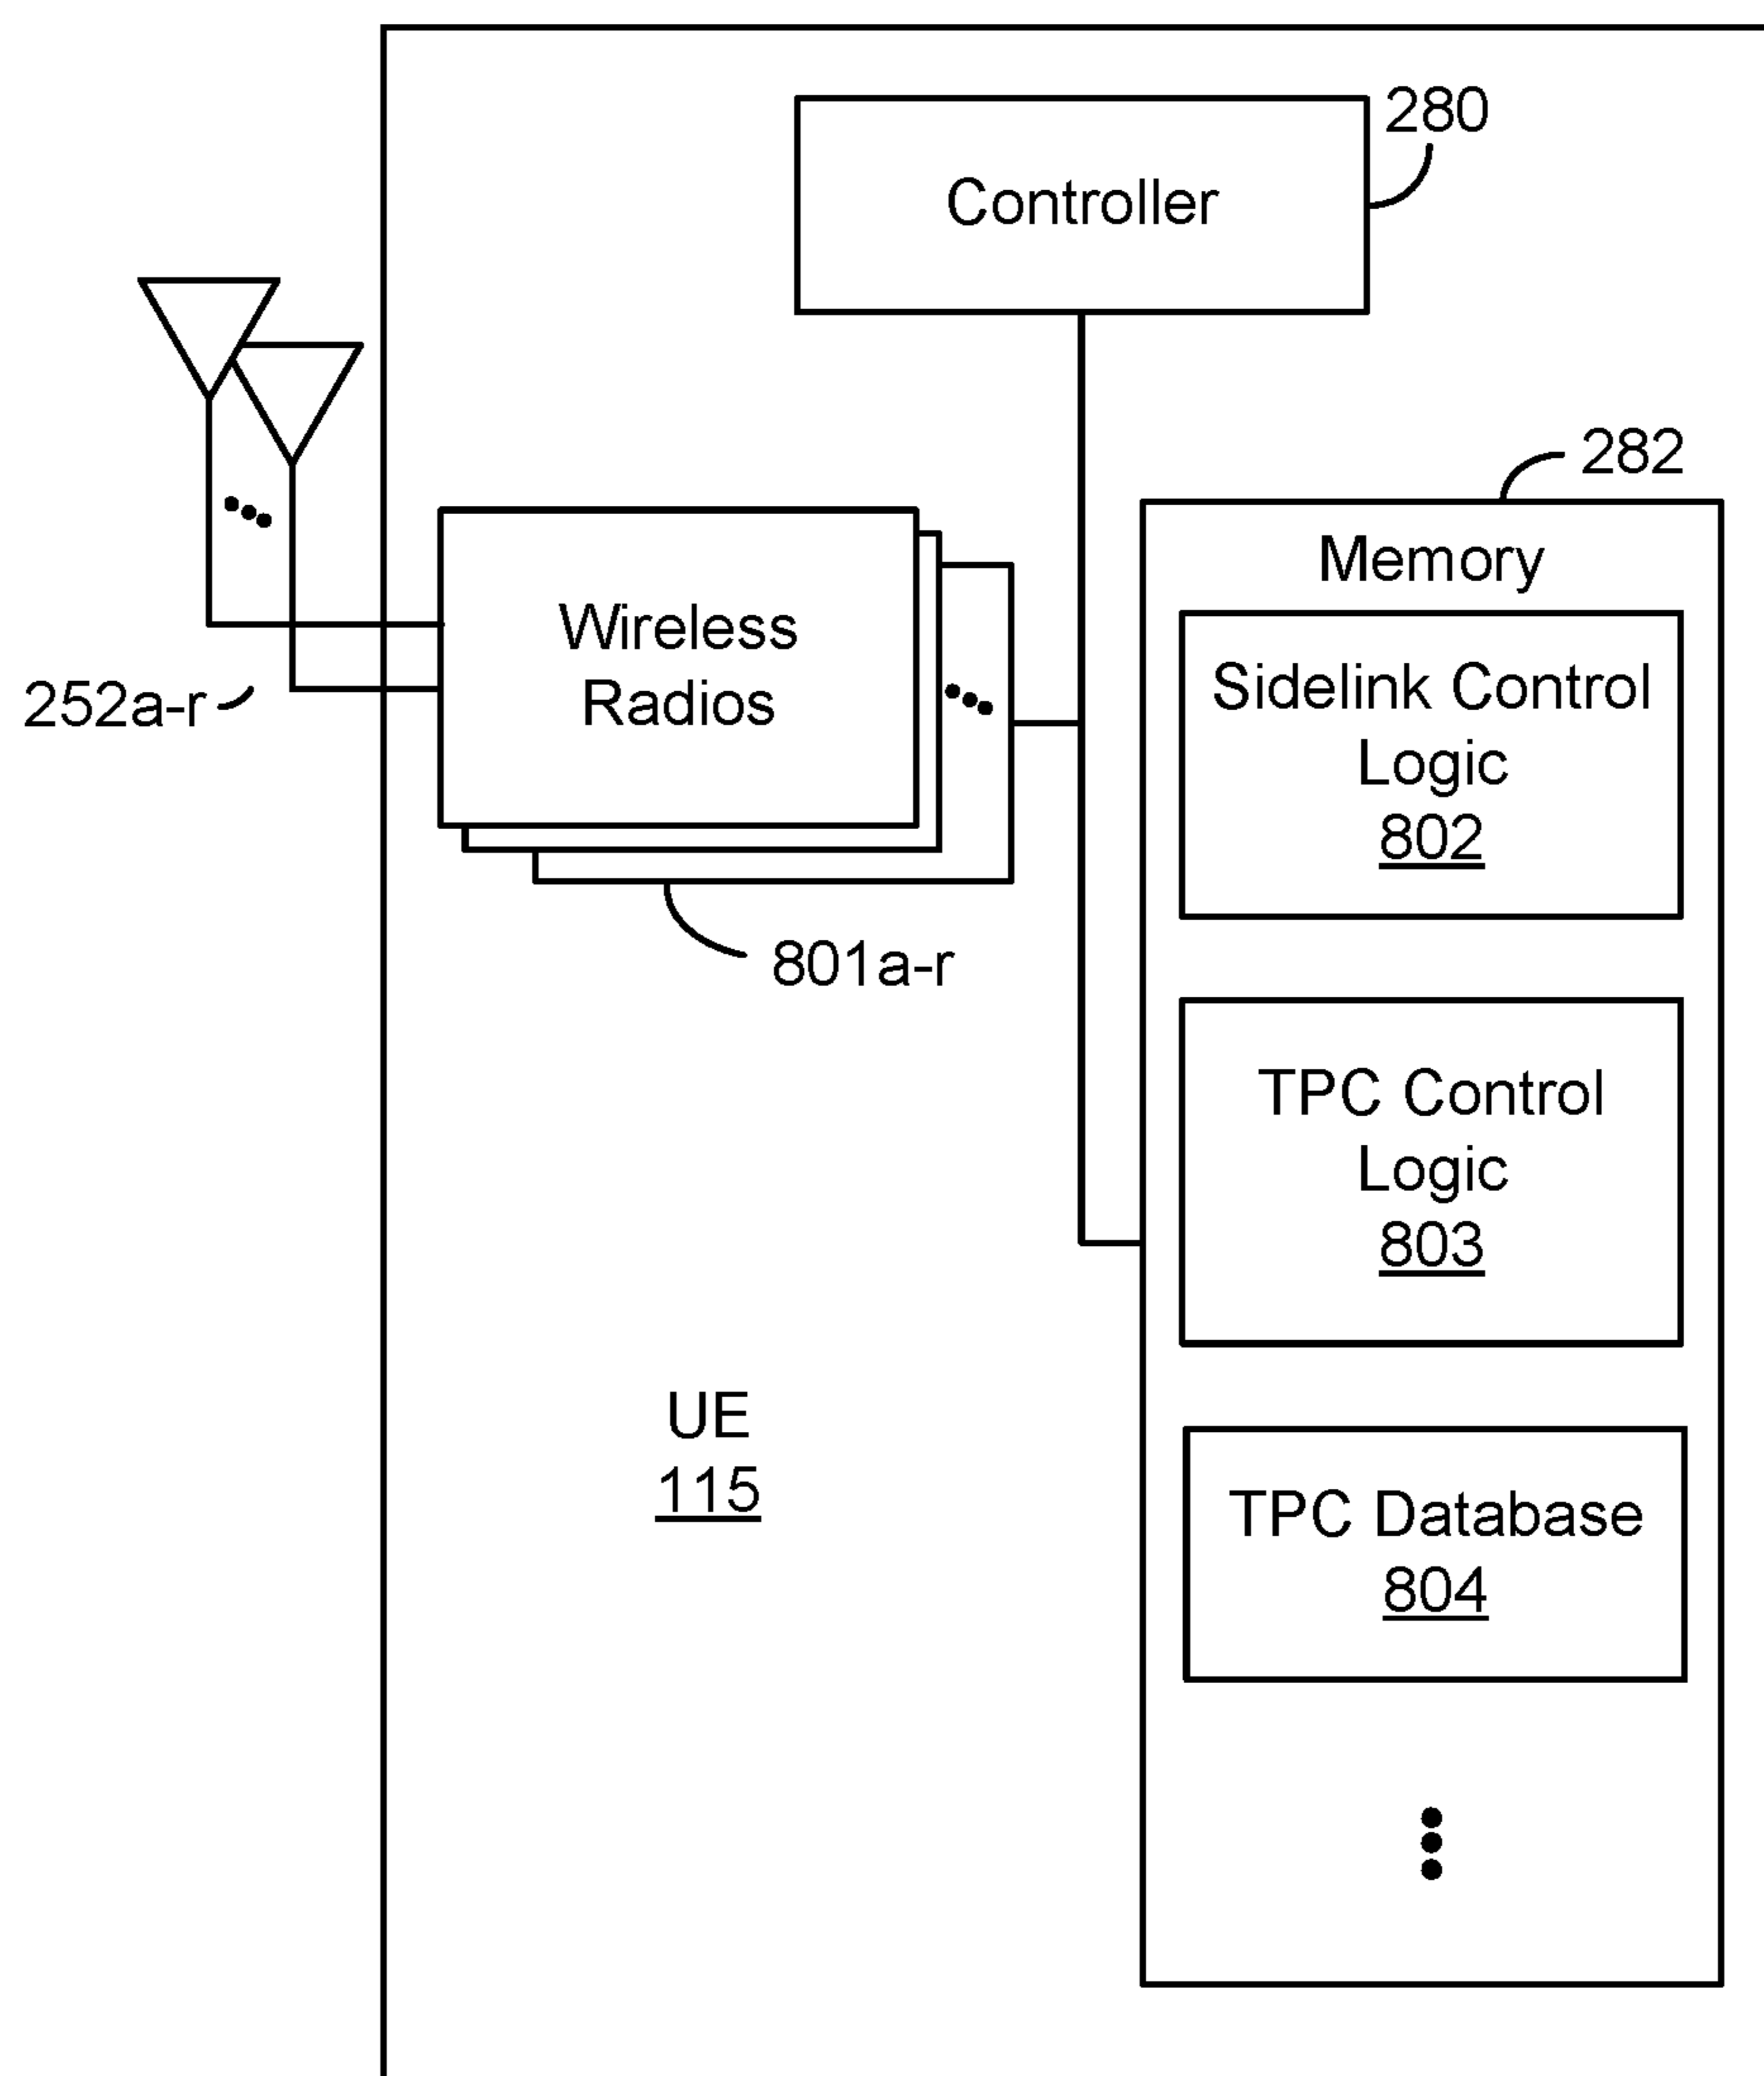 280
Controller
282
Memory
Wireless
Radios
Sidelink Control
Logic
802
252a-r
801a-r
TPC Control
Logic
803
UE
115
TPC Database
804